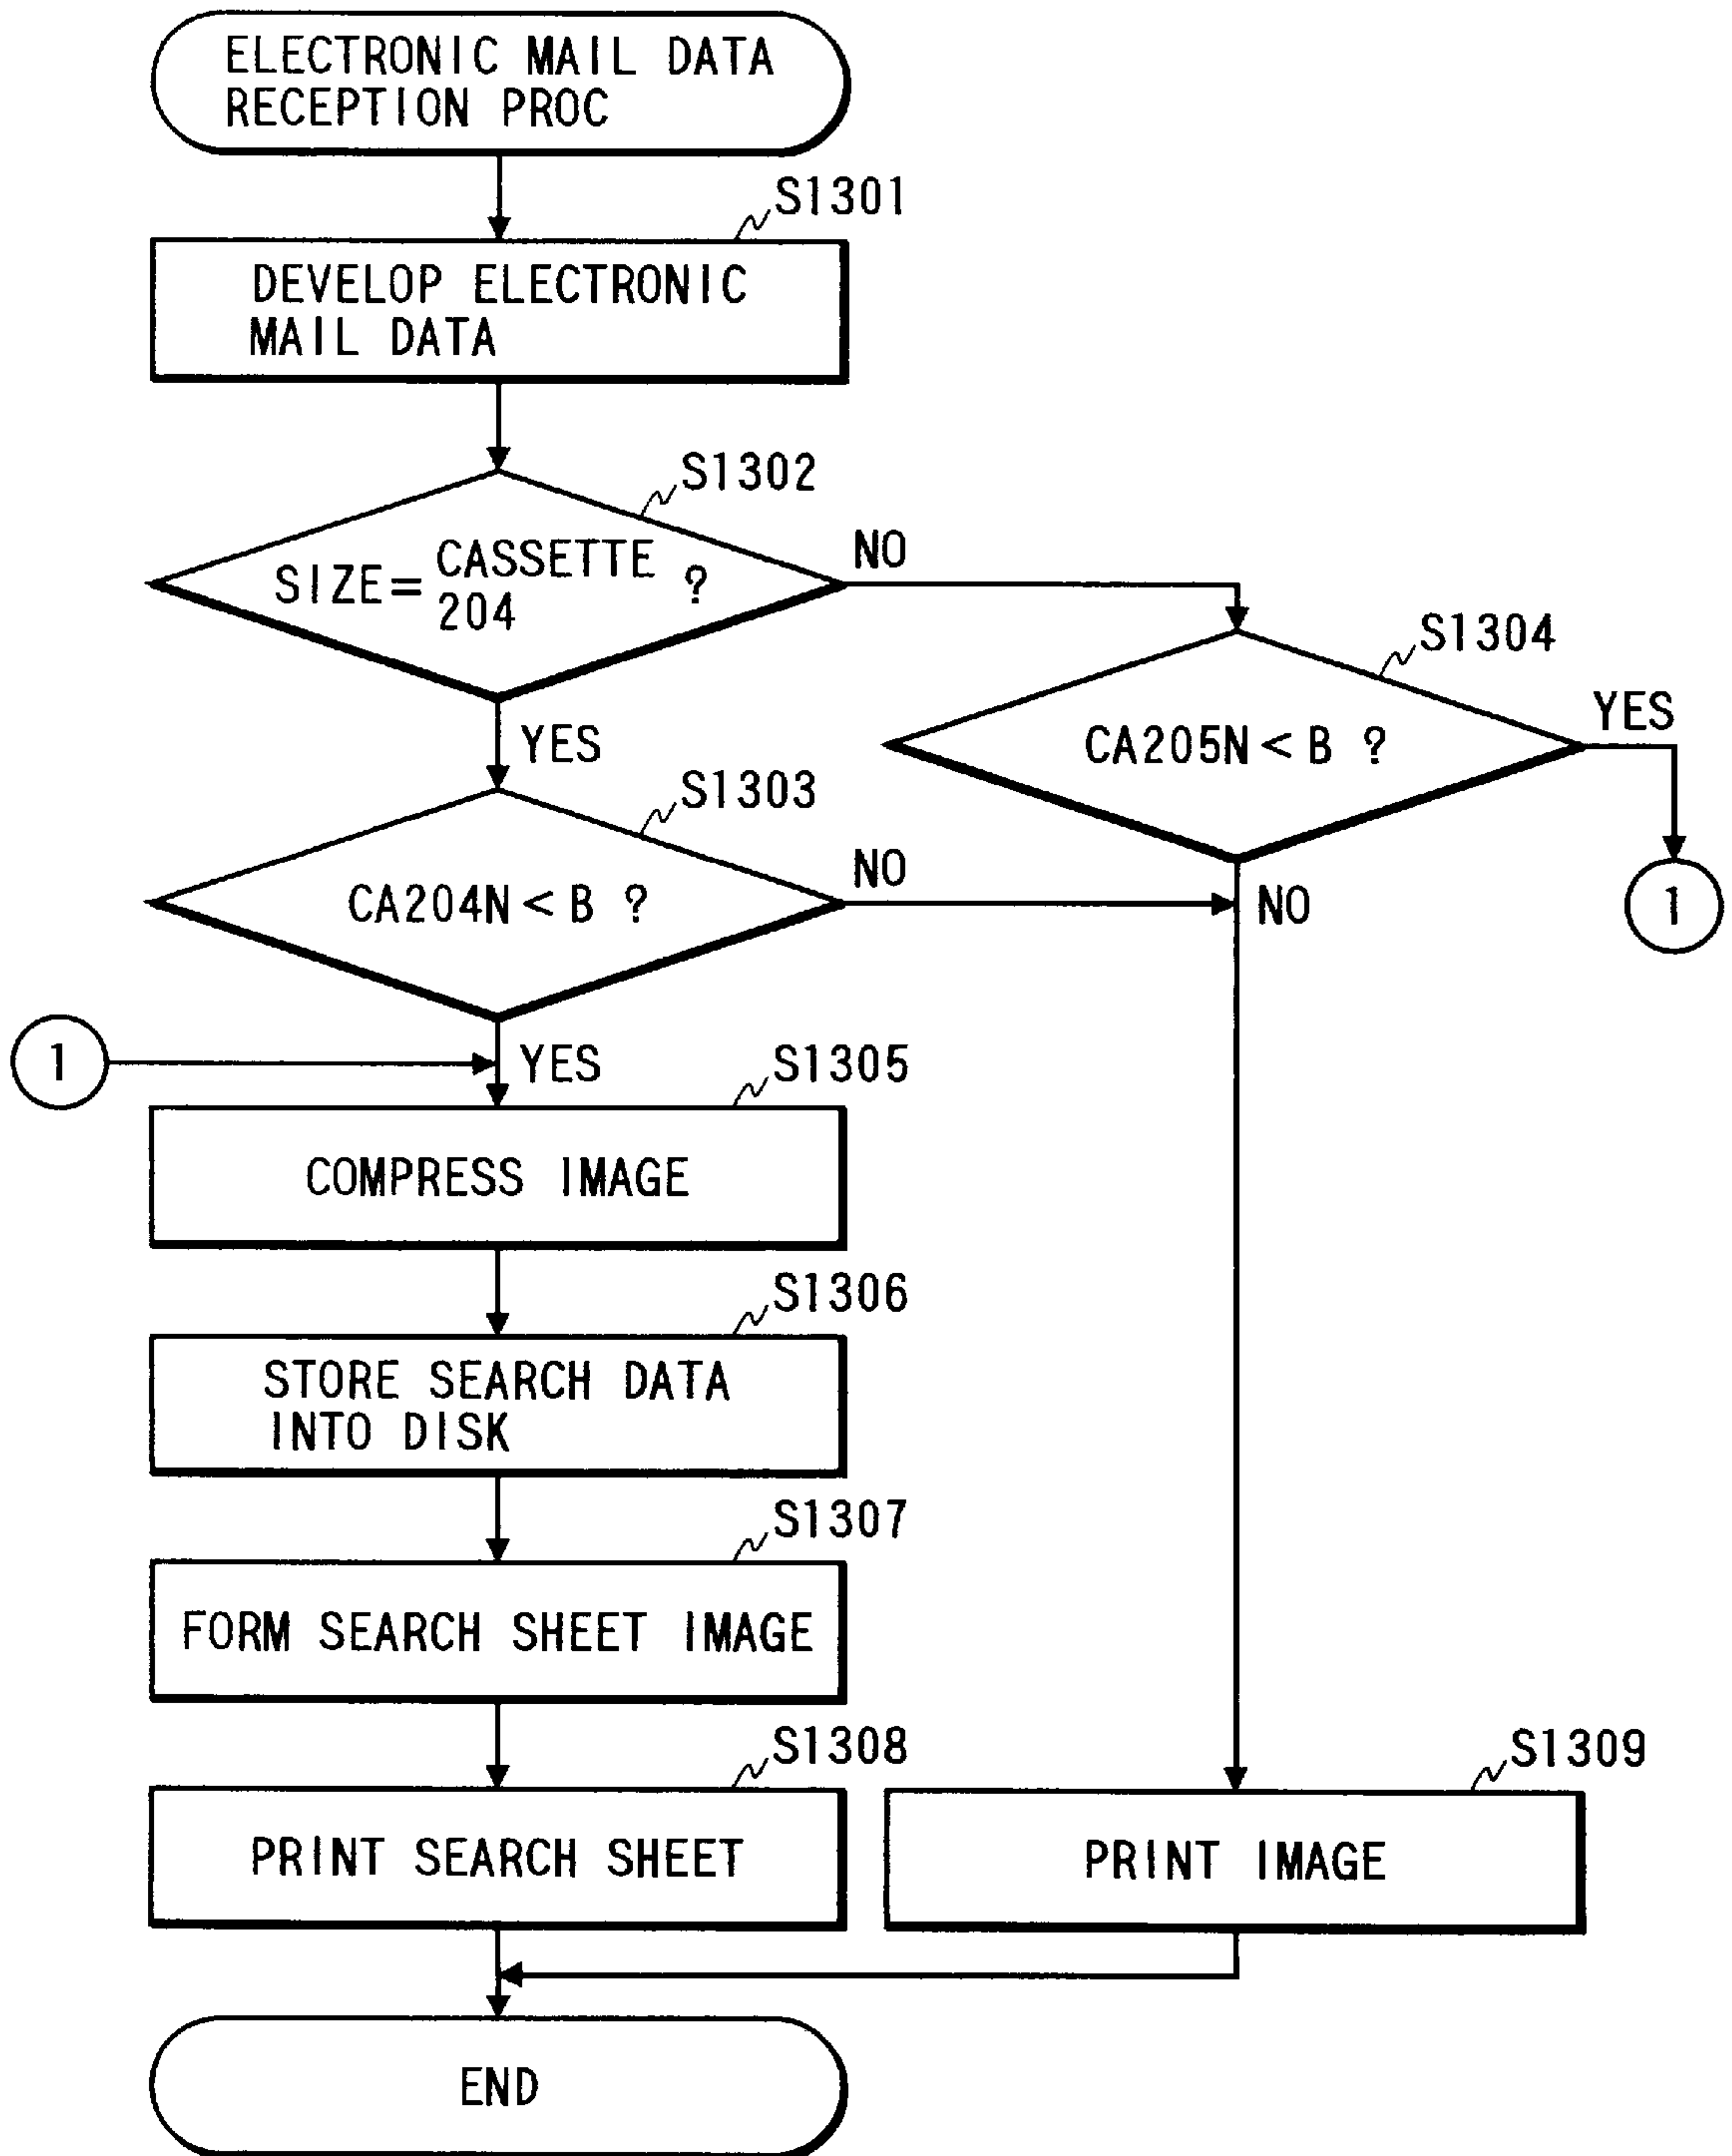 ELECTRONIC MAIL DATA
RECEPTION PROC
S1301
DEVELOP ELECTRONIC
MAIL DATA
S1302
SIZE= CASSETTE 204 ?
NO
YES
S1304
CA205N < B ?
YES
1
NO
S1303
CA204N < B ?
NO
YES
1
S1305
COMPRESS IMAGE
S1306
STORE SEARCH DATA
INTO DISK
S1307
FORM SEARCH SHEET IMAGE
S1308
PRINT SEARCH SHEET
S1309
PRINT IMAGE
END